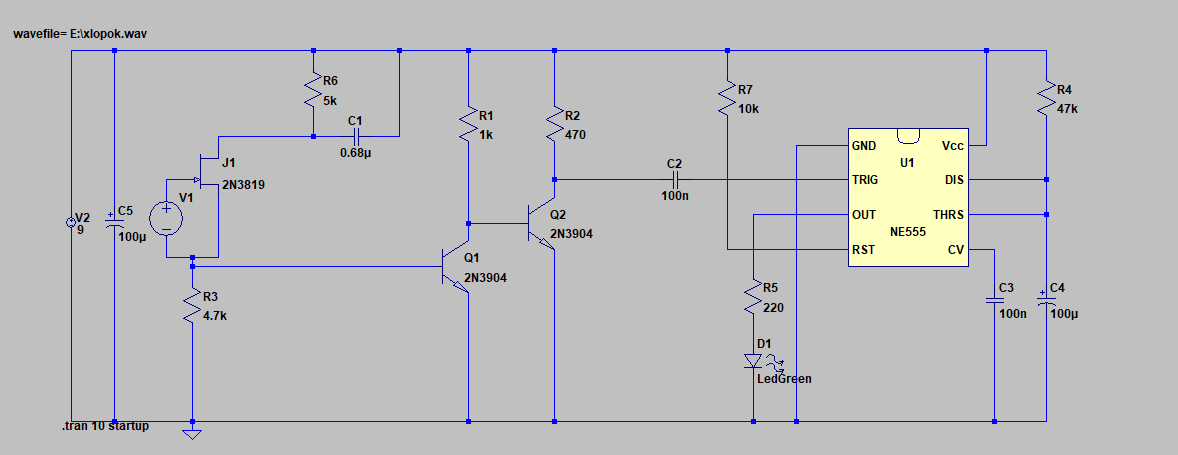 wavefile= E:\xlopok.wav
R6
5k
C1
0.68µ
R1
1k
R2
470
R7
10k
R4
47k
J1
2N3819
V1
V2
9
C5
100µ
C2
100n
GND
Vcc
U1
TRIG
DIS
OUT
THRS
NE555
RST
CV
Q2
2N3904
Q1
2N3904
R3
4.7k
R5
220
C3
100n
C4
100µ
D1
LedGreen
.tran 10 startup